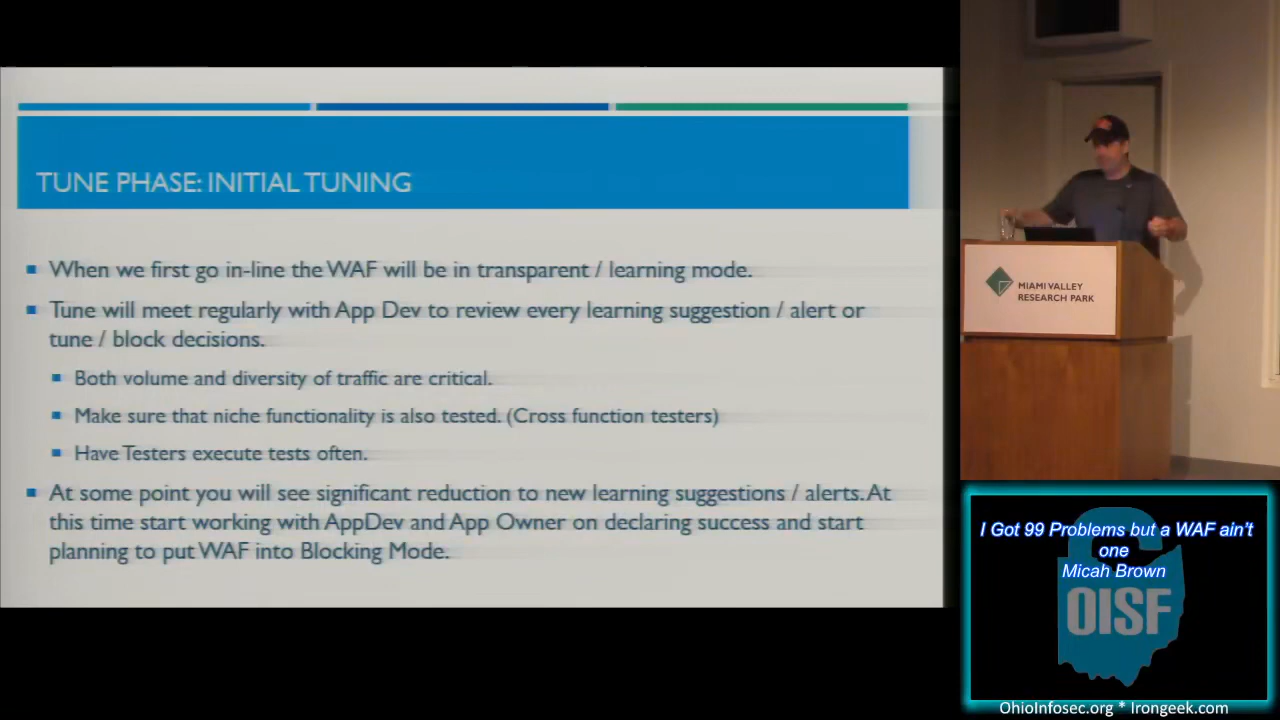 TUNE PHASE: INITIAL TUNING
When we first go in-line the WAF will be in transparent / learning mode.
Tune will meet regularly with App Dev to review every learning suggestion / alert or
tune / block decisions.
Both volume and diversity of traffic are critical.
Make sure that niche functionality is also tested. (Cross function testers)
Have Testers execute tests often.
At some point you will see significant reduction to new learning suggestions / alerts. At
this time start working with AppDev and App Owner on declaring success and start
planning to put WAF into Blocking Mode.
MIAMI VALLEY
RESEARCH PARK
I Got 99 Problems but a WAF ain't
one
Micah Brown
OISF
OhioInfosec.org * Irongeek.com